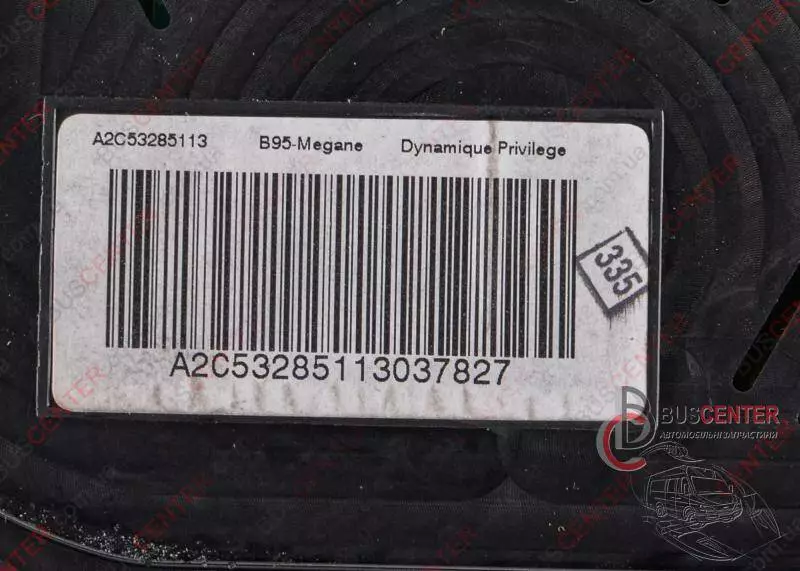 A2C53285113 B95-Megane Dynamique Privilege
335
A2C53285113037827
BUSCENTER
АВТОМОБІЛЬНІ ЗАПЧАСТИНИ